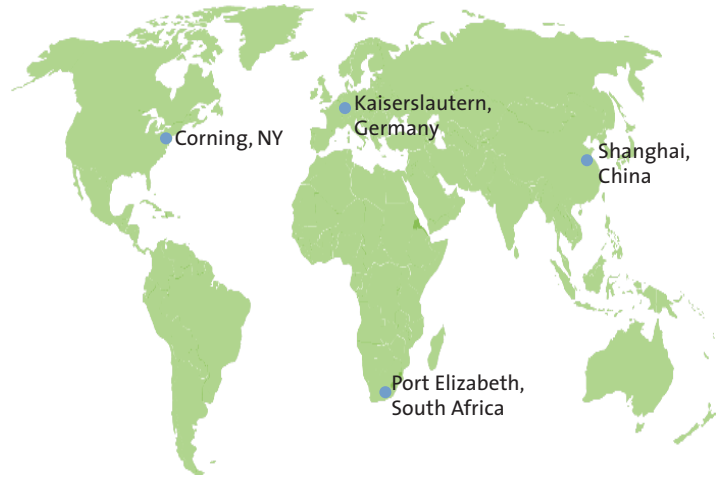 Kaiserslautern,
Germany
Corning, NY
Shanghai,
China
Port Elizabeth,
South Africa